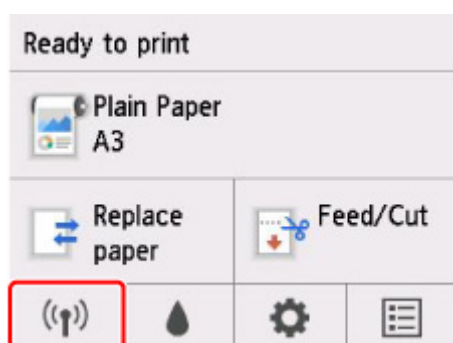 Ready to print
Plain Paper
A3
Replace
paper
Feed/Cut